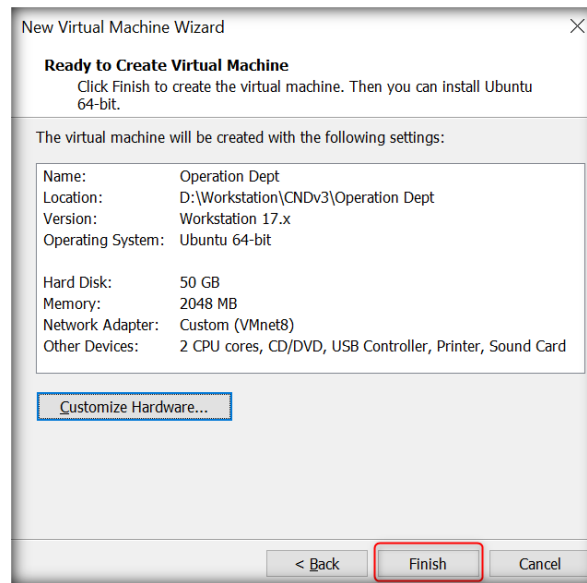 New Virtual Machine Wizard
Ready to Create Virtual Machine
Click Finish to create the virtual machine. Then you can install Ubuntu
64-bit.
The virtual machine will be created with the following settings:
Name: Operation Dept
Location: D:\Workstation\CNDv3\Operation Dept
Version: Workstation 17.x
Operating System: Ubuntu 64-bit
Hard Disk: 50 GB
Memory: 2048 MB
Network Adapter: Custom (VMnet8)
Other Devices: 2 CPU cores, CD/DVD, USB Controller, Printer, Sound Card
Customize Hardware...
< Back Finish Cancel